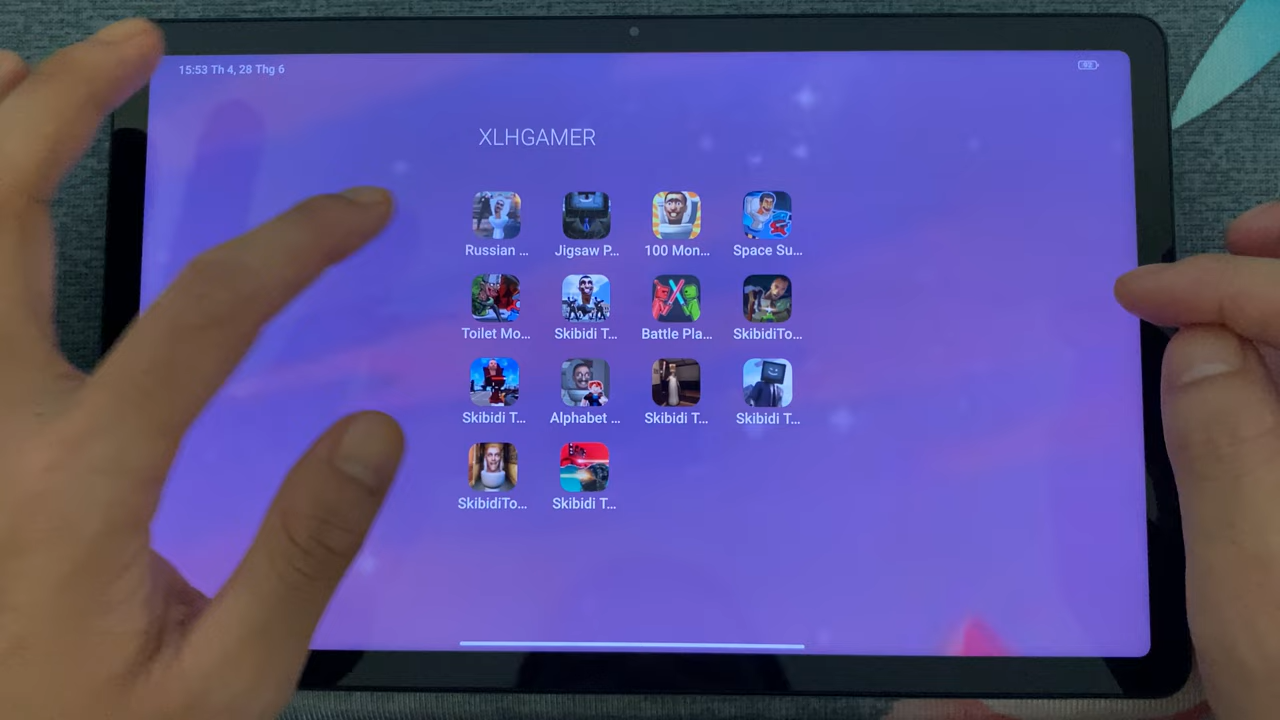 15:53 Th 4, 28 Thg 6
92
XLHGAMER
Russian ...
Jigsaw P...
100 Mon...
Space Su...
Toilet Mo...
Skibidi T...
Battle Pla...
SkibidiTo...
Skibidi T...
Alphabet ...
Skibidi T...
Skibidi T...
SkibidiTo...
Skibidi T...